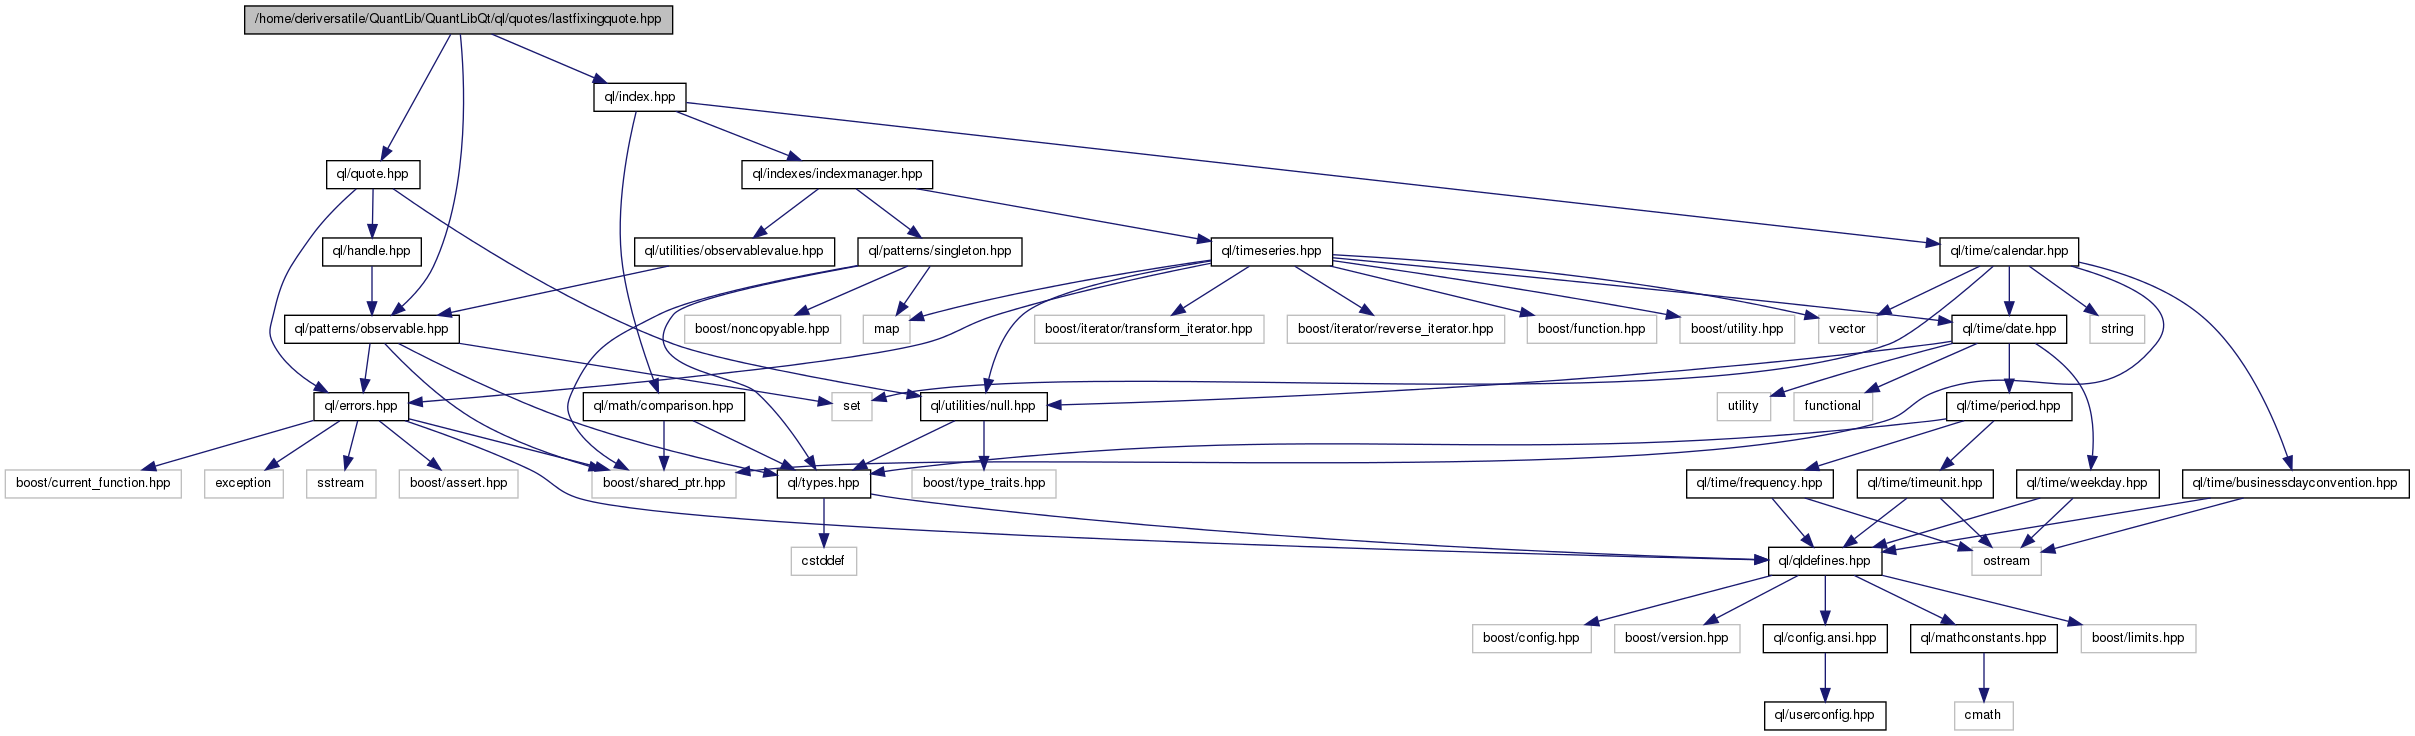 /home/deriversatile/QuantLib/QuantLibQt/ql/quotes/lastfixingquote.hpp
ql/index.hpp
ql/quote.hpp
ql/indexes/indexmanager.hpp
ql/handle.hpp
ql/utilities/observablevalue.hpp
ql/patterns/singleton.hpp
ql/timeseries.hpp
ql/time/calendar.hpp
ql/patterns/observable.hpp
boost/noncopyable.hpp
map
boost/iterator/transform_iterator.hpp
boost/iterator/reverse_iterator.hpp
boost/function.hpp
boost/utility.hpp
vector
ql/time/date.hpp
string
ql/errors.hpp
ql/math/comparison.hpp
set
ql/utilities/null.hpp
utility
functional
ql/time/period.hpp
boost/current_function.hpp
exception
sstream
boost/assert.hpp
boost/shared_ptr.hpp
ql/types.hpp
boost/type_traits.hpp
ql/time/frequency.hpp
ql/time/timeunit.hpp
ql/time/weekday.hpp
ql/time/businessdayconvention.hpp
cstddef
ql/qldefines.hpp
ostream
boost/config.hpp
boost/version.hpp
ql/config.ansi.hpp
ql/mathconstants.hpp
boost/limits.hpp
ql/userconfig.hpp
cmath